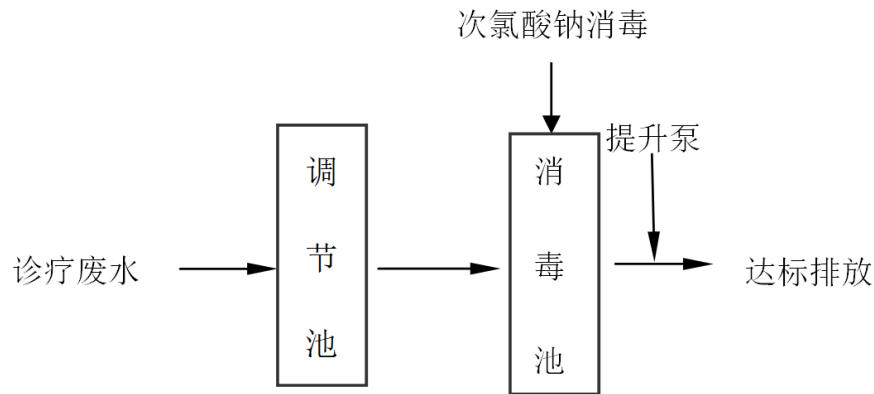 次氯酸钠消毒
提升泵
调节池
消毒池
诊疗废水
达标排放